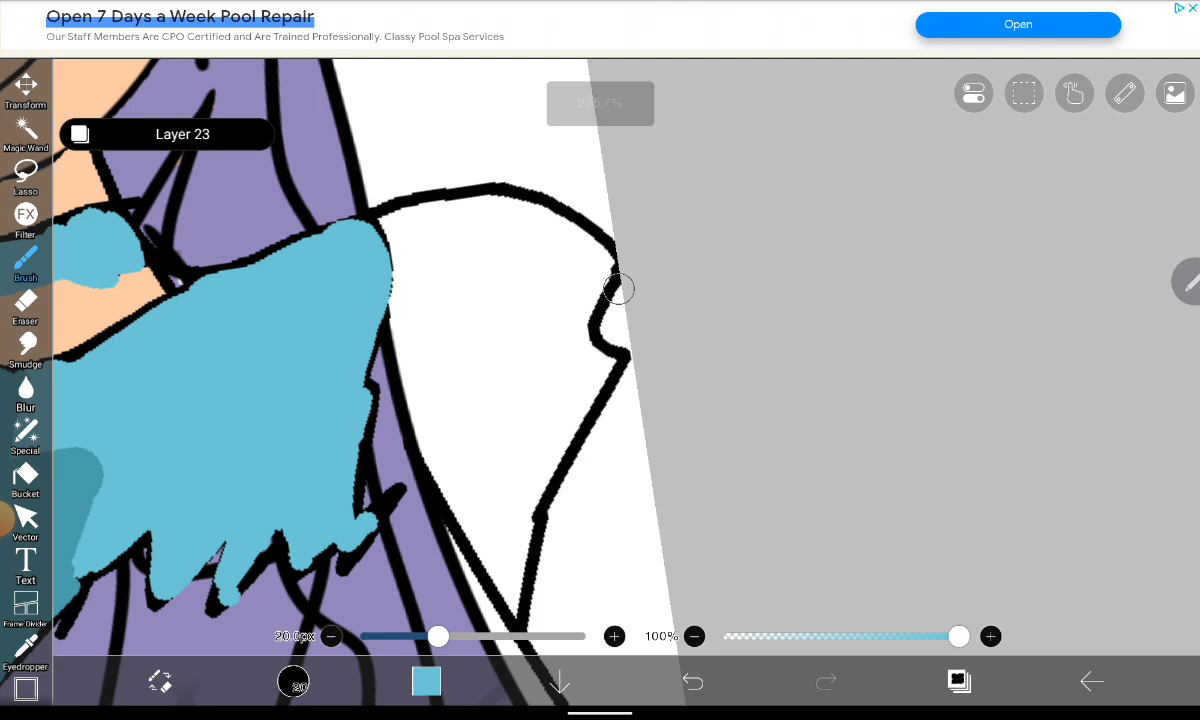 Open 7 Days a Week Pool Repair
Our Staff Members Are CPO Certified and Are Trained Professionally. Classy Pool Spa Services
Open
Transform
Layer 23
Magic Wand
Lasso
FX
Filter
Brush
Eraser
Smudge
Blur
Special
Bucket
Vector
T
Text
Frame Divider
20.0px
100%
Eyedropper
20